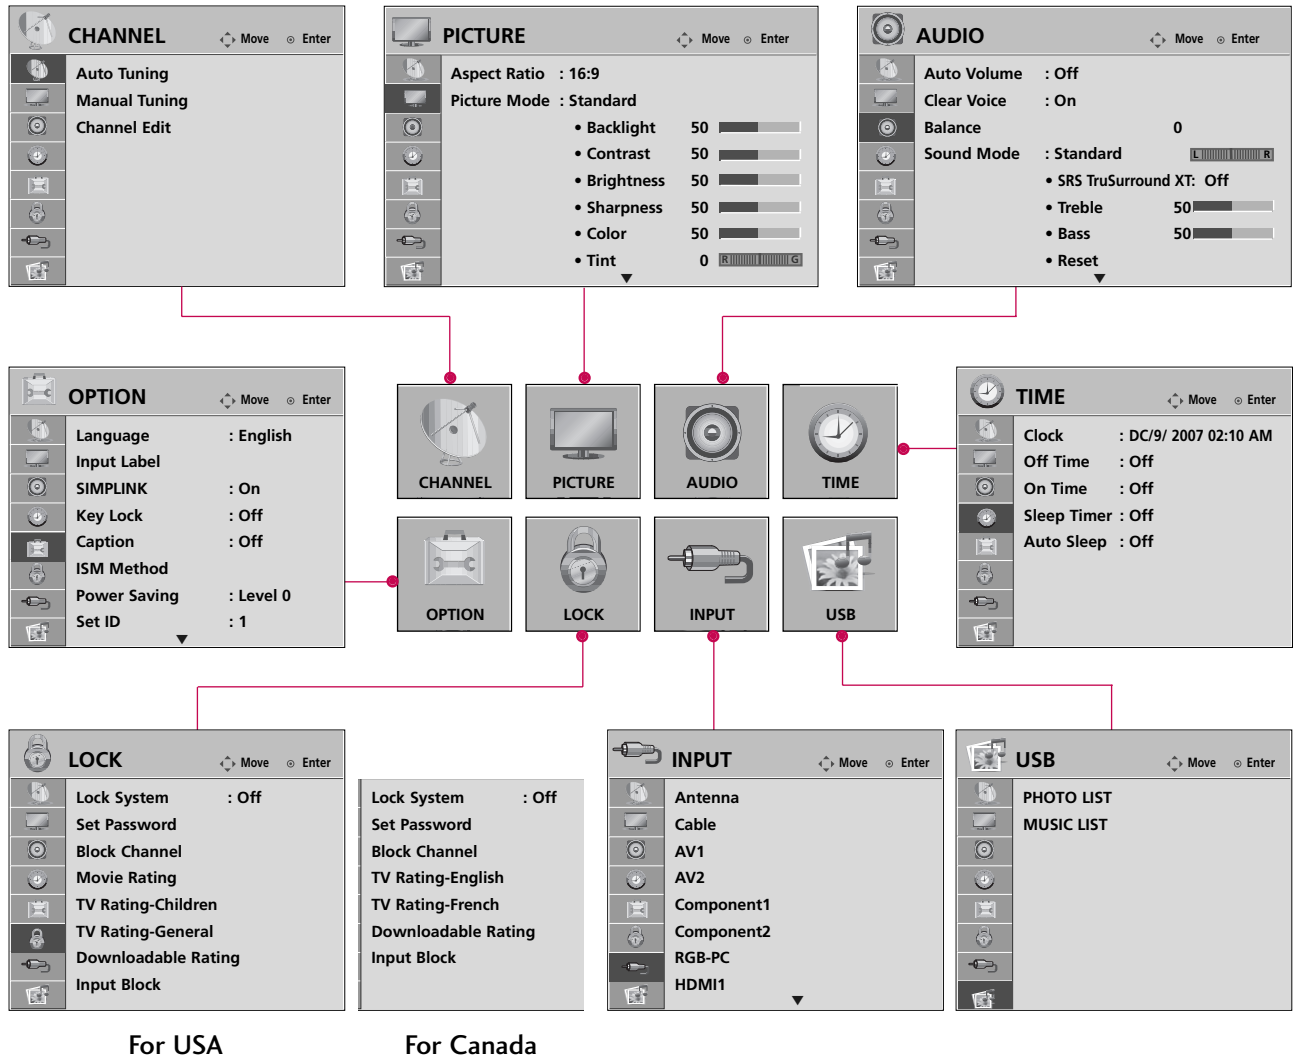 CHANNEL Move Enter
Auto Tuning
Manual Tuning
Channel Edit
PICTURE Move Enter
Aspect Ratio : 16:9
Picture Mode : Standard
• Backlight 50
• Contrast 50
• Brightness 50
• Sharpness 50
• Color 50
• Tint 0 R G
AUDIO Move Enter
Auto Volume : Off
Clear Voice : On
Balance 0
Sound Mode : Standard L R
• SRS TruSurround XT: Off
• Treble 50
• Bass 50
• Reset
OPTION Move Enter
Language : English
Input Label
SIMPLINK : On
Key Lock : Off
Caption : Off
ISM Method
Power Saving : Level 0
Set ID : 1
CHANNEL
PICTURE
AUDIO
TIME
OPTION
LOCK
INPUT
USB
TIME Move Enter
Clock : DC/9/ 2007 02:10 AM
Off Time : Off
On Time : Off
Sleep Timer : Off
Auto Sleep : Off
LOCK Move Enter
Lock System : Off
Set Password
Block Channel
Movie Rating
TV Rating-Children
TV Rating-General
Downloadable Rating
Input Block
For USA
Lock System : Off
Set Password
Block Channel
TV Rating-English
TV Rating-French
Downloadable Rating
Input Block
For Canada
INPUT Move Enter
Antenna
Cable
AV1
AV2
Component1
Component2
RGB-PC
HDMI1
USB Move Enter
PHOTO LIST
MUSIC LIST